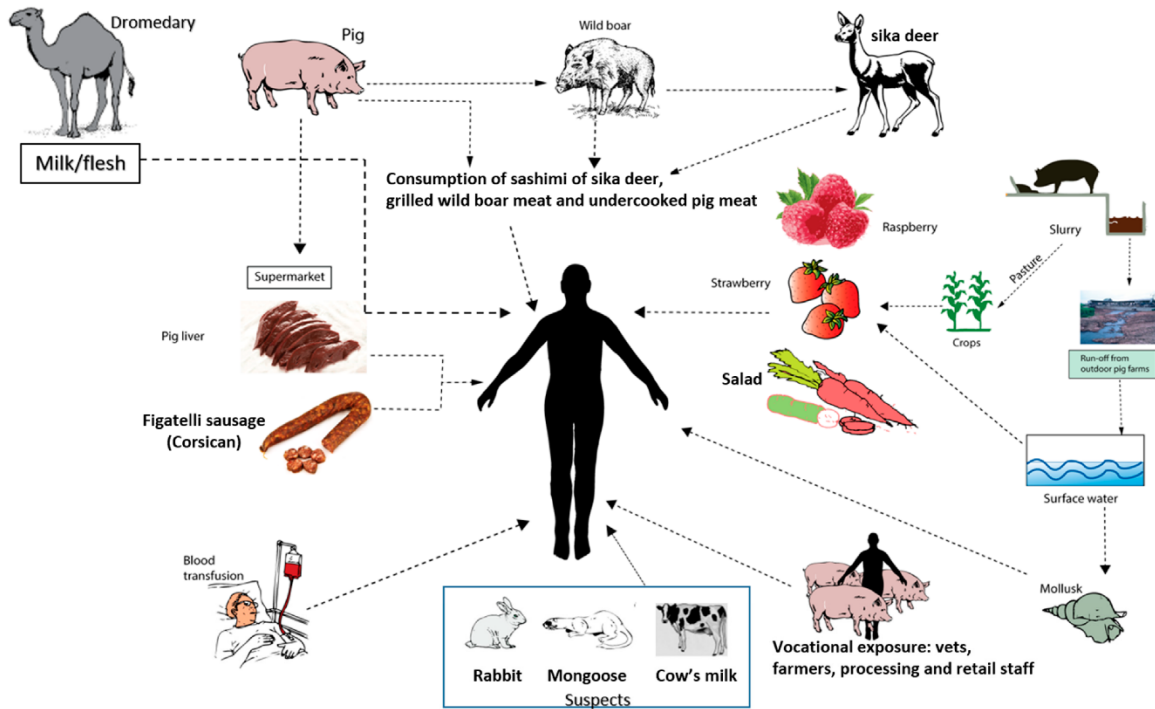 Dromedary
Pig
Wild boar
sika deer
Milk/flesh
Consumption of sashimi of sika deer,
grilled wild boar meat and undercooked pig meat
Raspberry
Slurry
Pasture
Supermarket
Strawberry
Pig liver
Crops
Run-off from
outdoor pig farms
Salad
Figatelli sausage
(Corsican)
Surface water
Blood
transfusion
Mollusk
Vocational exposure: vets,
farmers, processing and retail staff
Rabbit
Mongoose
Cow's milk
Suspects